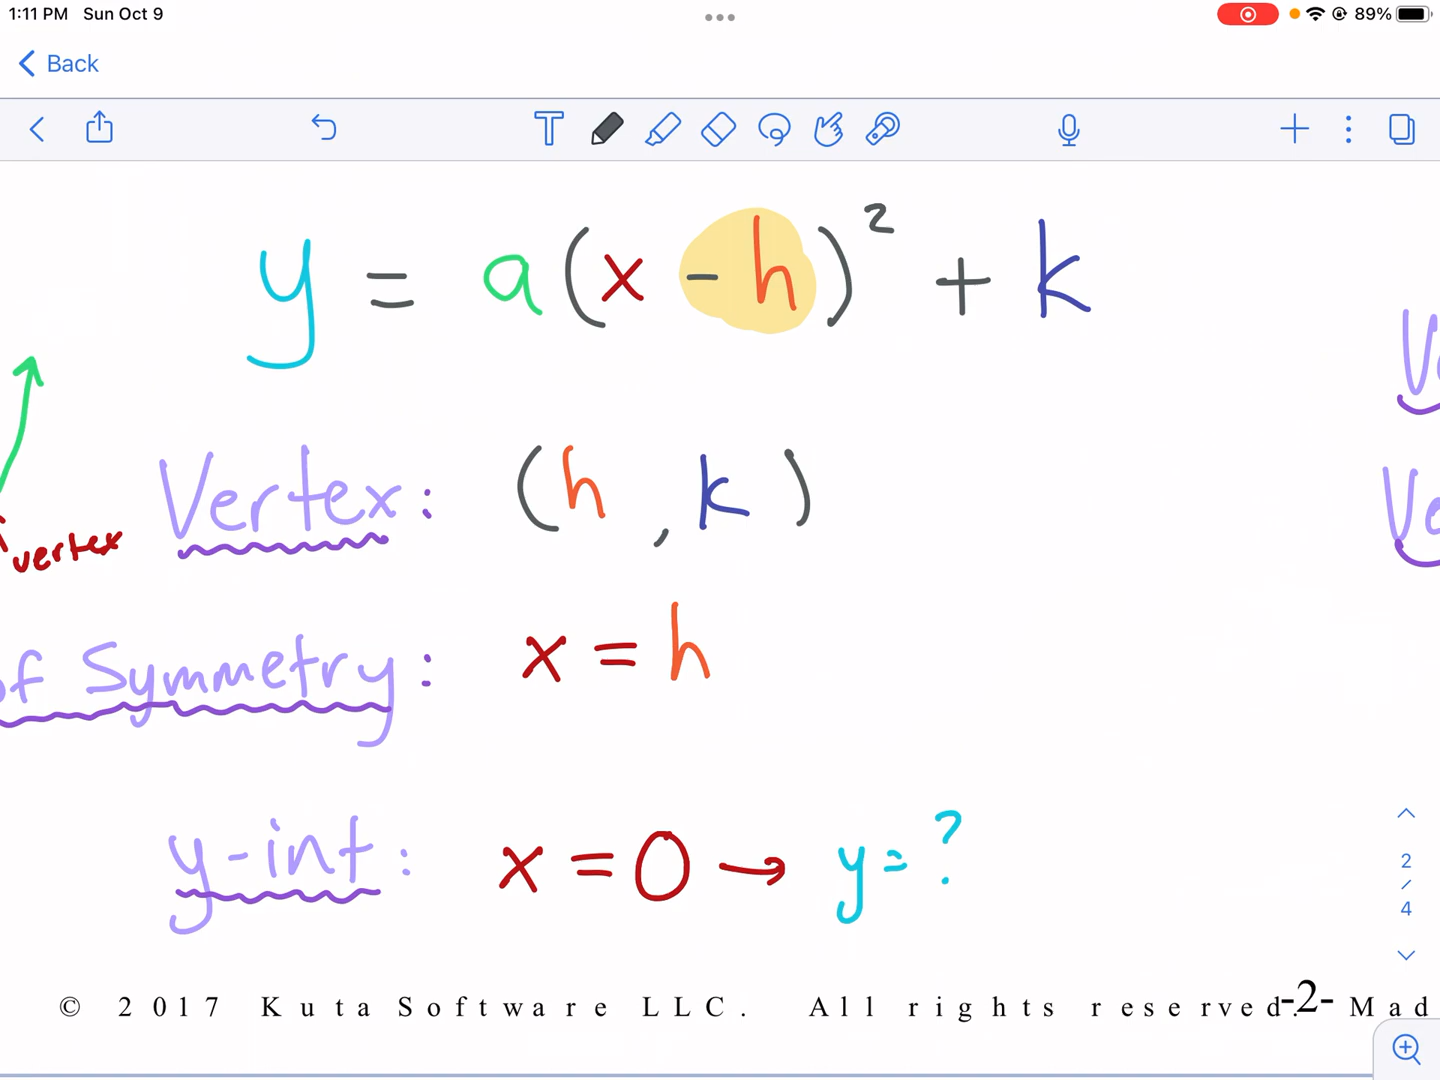 1:11 PM Sun Oct 9
89%
Back
T
y = a(x - h)² + k
Vertex: (h, k)
vertex
of Symmetry: x = h
y-int: x = 0 → y = ?
2
/
4
© 2017 Kuta Software LLC. All rights reserved. -2- Mad